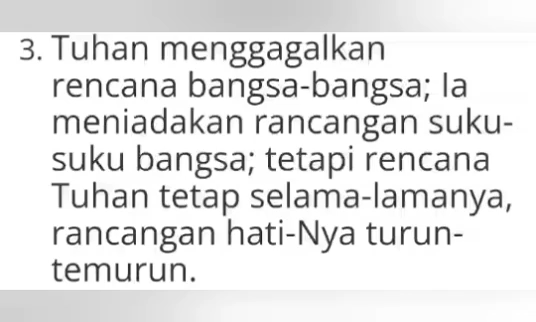 3. Tuhan menggagalkan
rencana bangsa-bangsa; Ia
meniadakan rancangan suku-
suku bangsa; tetapi rencana
Tuhan tetap selama-lamanya,
rancangan hati-Nya turun-
temurun.